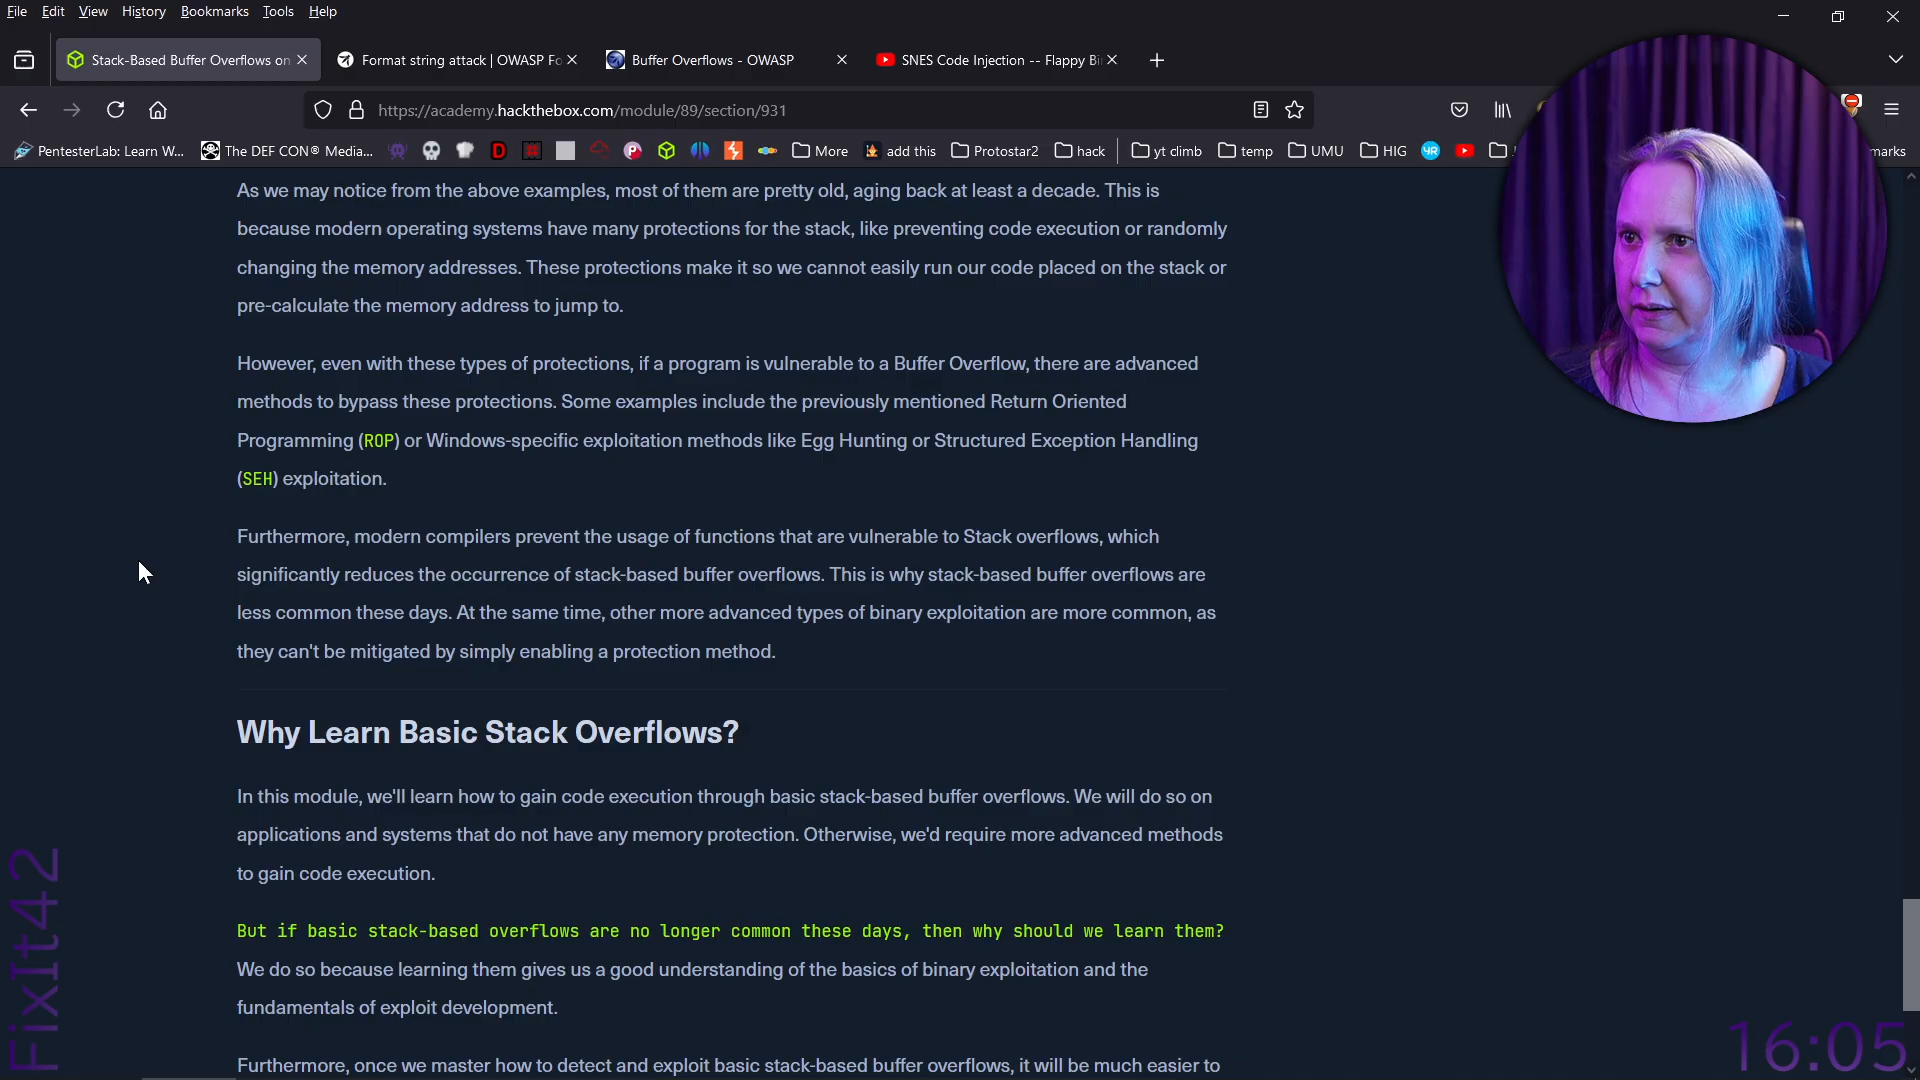 File Edit View History Bookmarks Tools Help
Stack-Based Buffer Overflows on
Format string attack | OWASP Fo
Buffer Overflows - OWASP
SNES Code Injection -- Flappy Bi
https://academy.hackthebox.com/module/89/section/931
PentesterLab: Learn W... The DEF CON® Media... More add this Protostar2 hack yt climb temp UMU HIG
As we may notice from the above examples, most of them are pretty old, aging back at least a decade. This is
because modern operating systems have many protections for the stack, like preventing code execution or randomly
changing the memory addresses. These protections make it so we cannot easily run our code placed on the stack or
pre-calculate the memory address to jump to.
However, even with these types of protections, if a program is vulnerable to a Buffer Overflow, there are advanced
methods to bypass these protections. Some examples include the previously mentioned Return Oriented
Programming (ROP) or Windows-specific exploitation methods like Egg Hunting or Structured Exception Handling
(SEH) exploitation.
Furthermore, modern compilers prevent the usage of functions that are vulnerable to Stack overflows, which
significantly reduces the occurrence of stack-based buffer overflows. This is why stack-based buffer overflows are
less common these days. At the same time, other more advanced types of binary exploitation are more common, as
they can't be mitigated by simply enabling a protection method.
Why Learn Basic Stack Overflows?
In this module, we'll learn how to gain code execution through basic stack-based buffer overflows. We will do so on
applications and systems that do not have any memory protection. Otherwise, we'd require more advanced methods
to gain code execution.
But if basic stack-based overflows are no longer common these days, then why should we learn them?
We do so because learning them gives us a good understanding of the basics of binary exploitation and the
fundamentals of exploit development.
Furthermore, once we master how to detect and exploit basic stack-based buffer overflows, it will be much easier to
FixIt42
16:05